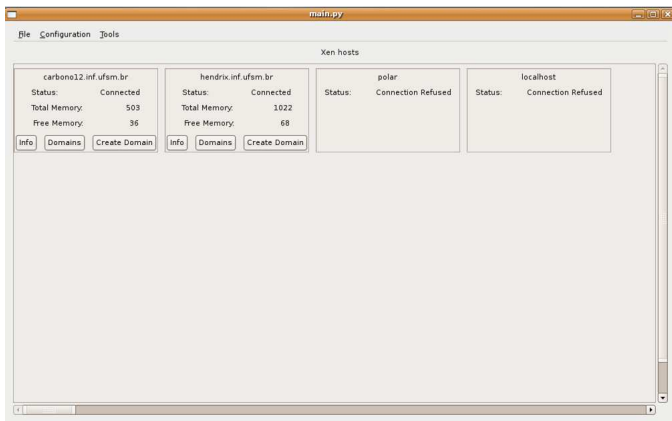 main.py
File Configuration Tools
Xen hosts
carbono12.inf.ufsm.br
Status: Connected
Total Memory: 503
Free Memory: 36
Info Domains Create Domain
hendrix.inf.ufsm.br
Status: Connected
Total Memory: 1022
Free Memory: 68
Info Domains Create Domain
polar
Status: Connection Refused
localhost
Status: Connection Refused